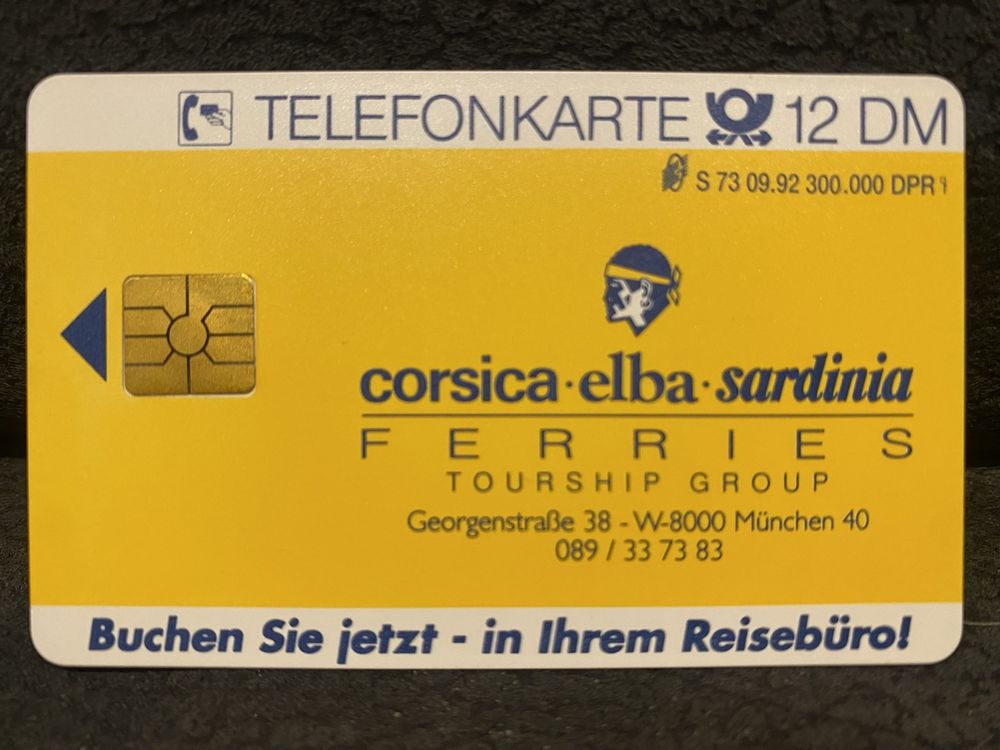 TELEFONKARTE 12 DM
S 73 09.92 300.000 DPR
corsica·elba·sardinia
FERRIES
TOURSHIP GROUP
Georgenstraße 38 - W-8000 München 40
089 / 33 73 83
Buchen Sie jetzt - in Ihrem Reisebüro!